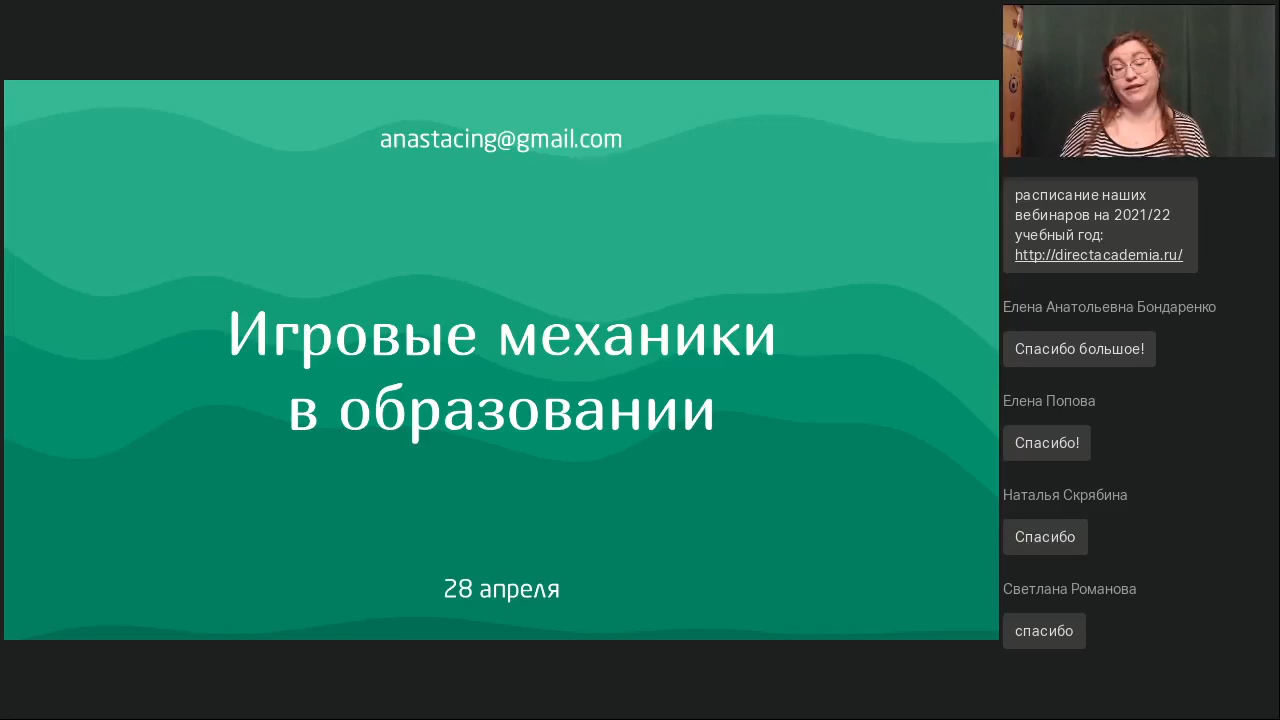 anastacing@gmail.com
Игровые механики
в образовании
28 апреля
расписание наших
вебинаров на 2021/22
учебный год:
http://directacademia.ru/
Елена Анатольевна Бондаренко
Спасибо большое!
Елена Попова
Спасибо!
Наталья Скрябина
Спасибо
Светлана Романова
спасибо